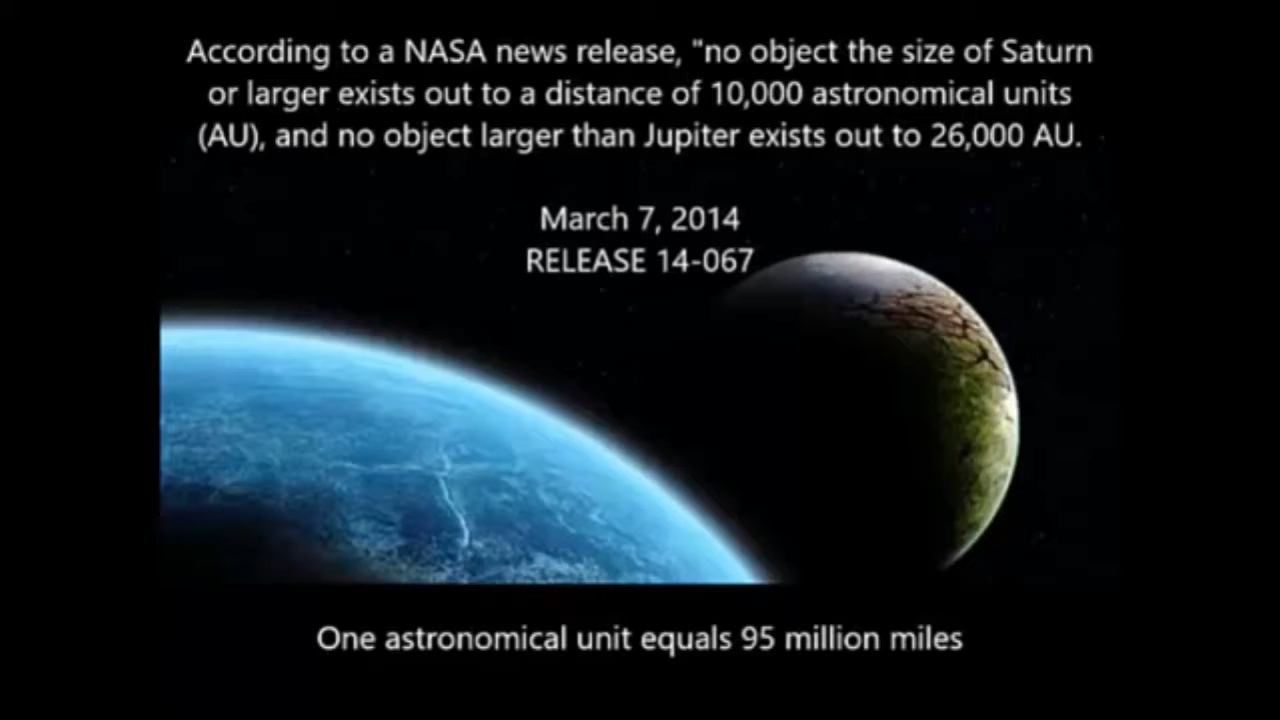 According to a NASA news release, "no object the size of Saturn
or larger exists out to a distance of 10,000 astronomical units
(AU), and no object larger than Jupiter exists out to 26,000 AU.
March 7, 2014
RELEASE 14-067
One astronomical unit equals 95 million miles